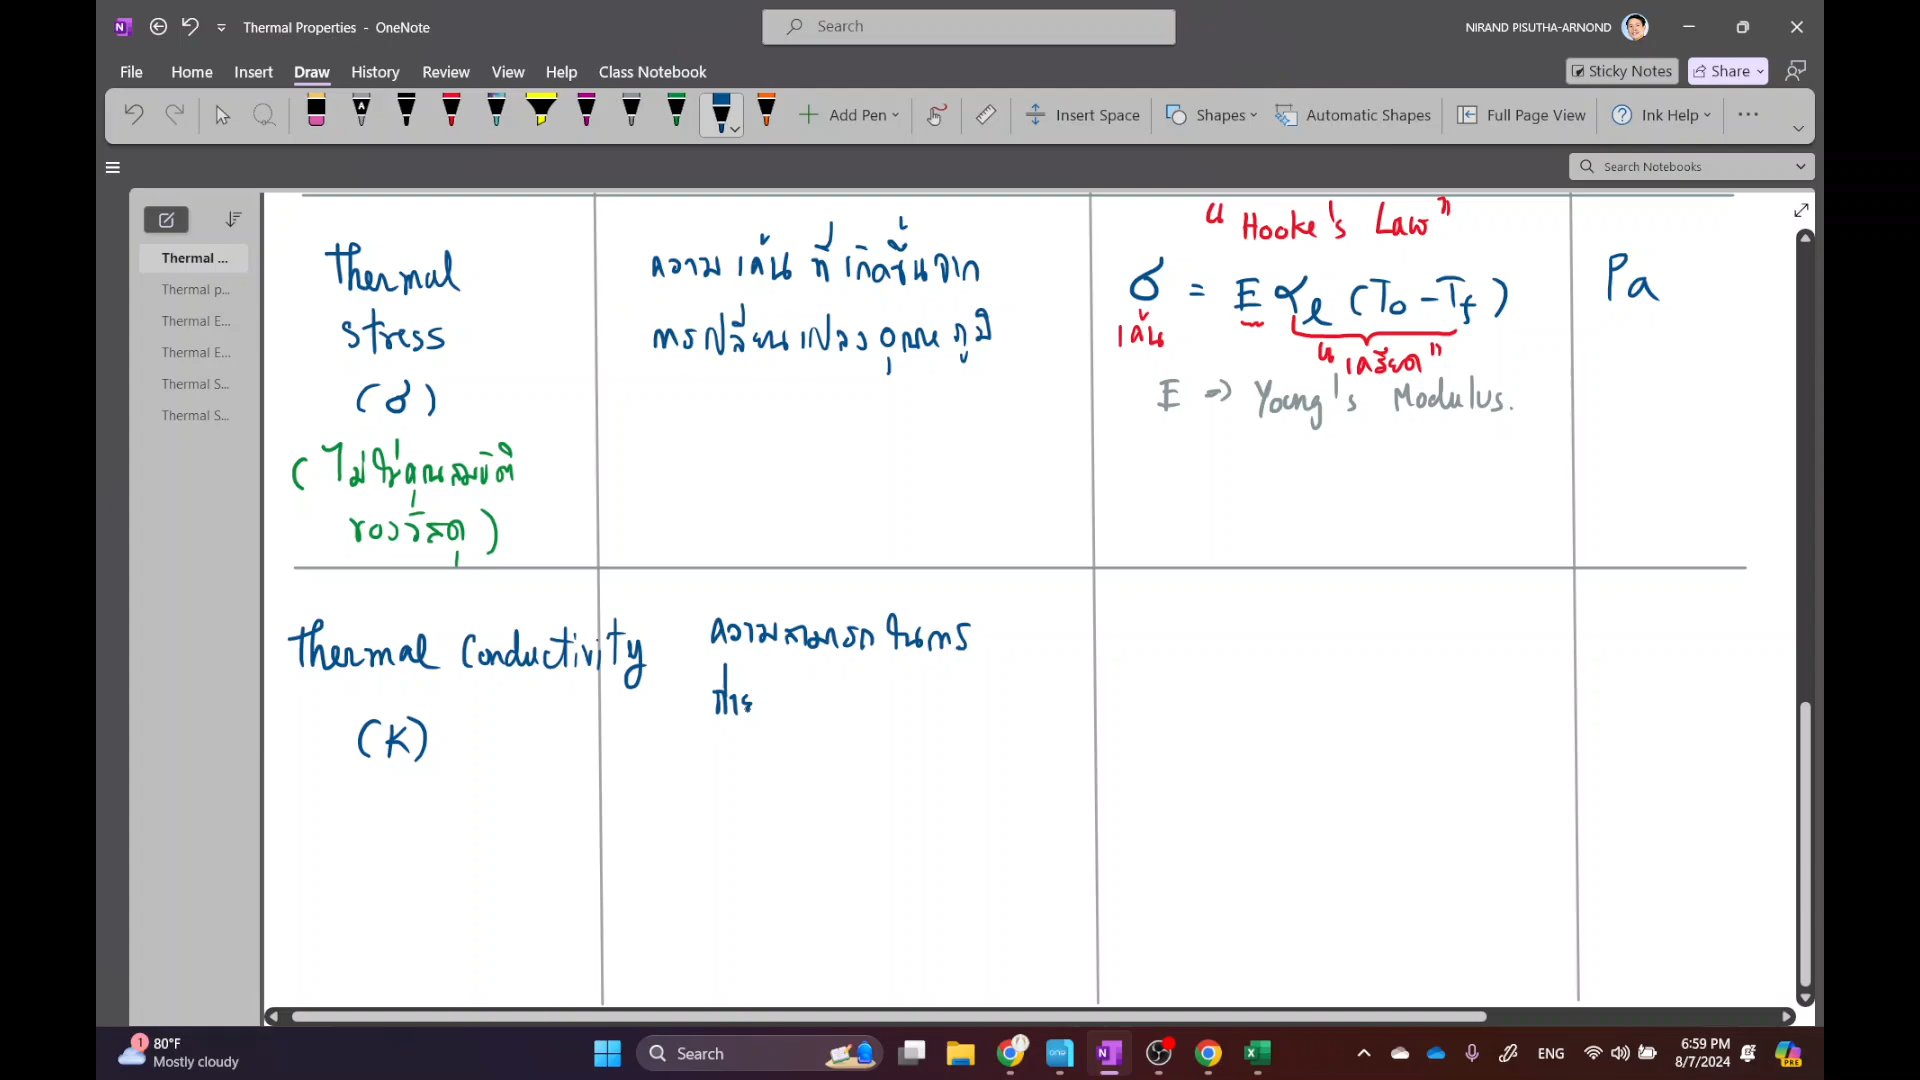 Thermal Properties - OneNote
Search
NIRAND PISUTHA-ARNOND
File Home Insert Draw History Review View Help Class Notebook
Sticky Notes
Share
Add Pen
Insert Space
Shapes
Automatic Shapes
Full Page View
Ink Help
Search Notebooks
Thermal ...
Thermal p...
Thermal E...
Thermal E...
Thermal S...
Thermal S...
Thermal
stress
(σ)
(ไม่ใช่คุณสมบัติ
ของวัสดุ)
ความเค้นที่เกิดขึ้นจาก
การเปลี่ยนแปลงอุณหภูมิ
"Hooke's Law"
σ = E αℓ (T₀ - Tf)
เค้น
"เครียด"
E => Young's Modulus.
Pa
Thermal Conductivity
(K)
ความสามารถในการ
ถ่าย
1
80°F
Mostly cloudy
Search
ENG
6:59 PM
8/7/2024